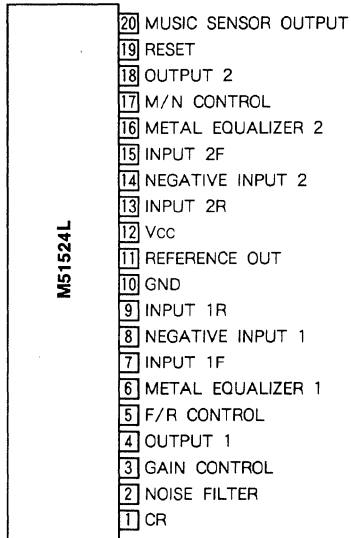 20 MUSIC SENSOR OUTPUT
19 RESET
18 OUTPUT 2
17 M/N CONTROL
16 METAL EQUALIZER 2
15 INPUT 2F
14 NEGATIVE INPUT 2
13 INPUT 2R
12 Vcc
11 REFERENCE OUT
10 GND
9 INPUT 1R
8 NEGATIVE INPUT 1
7 INPUT 1F
6 METAL EQUALIZER 1
5 F/R CONTROL
4 OUTPUT 1
3 GAIN CONTROL
2 NOISE FILTER
1 CR
M51524L